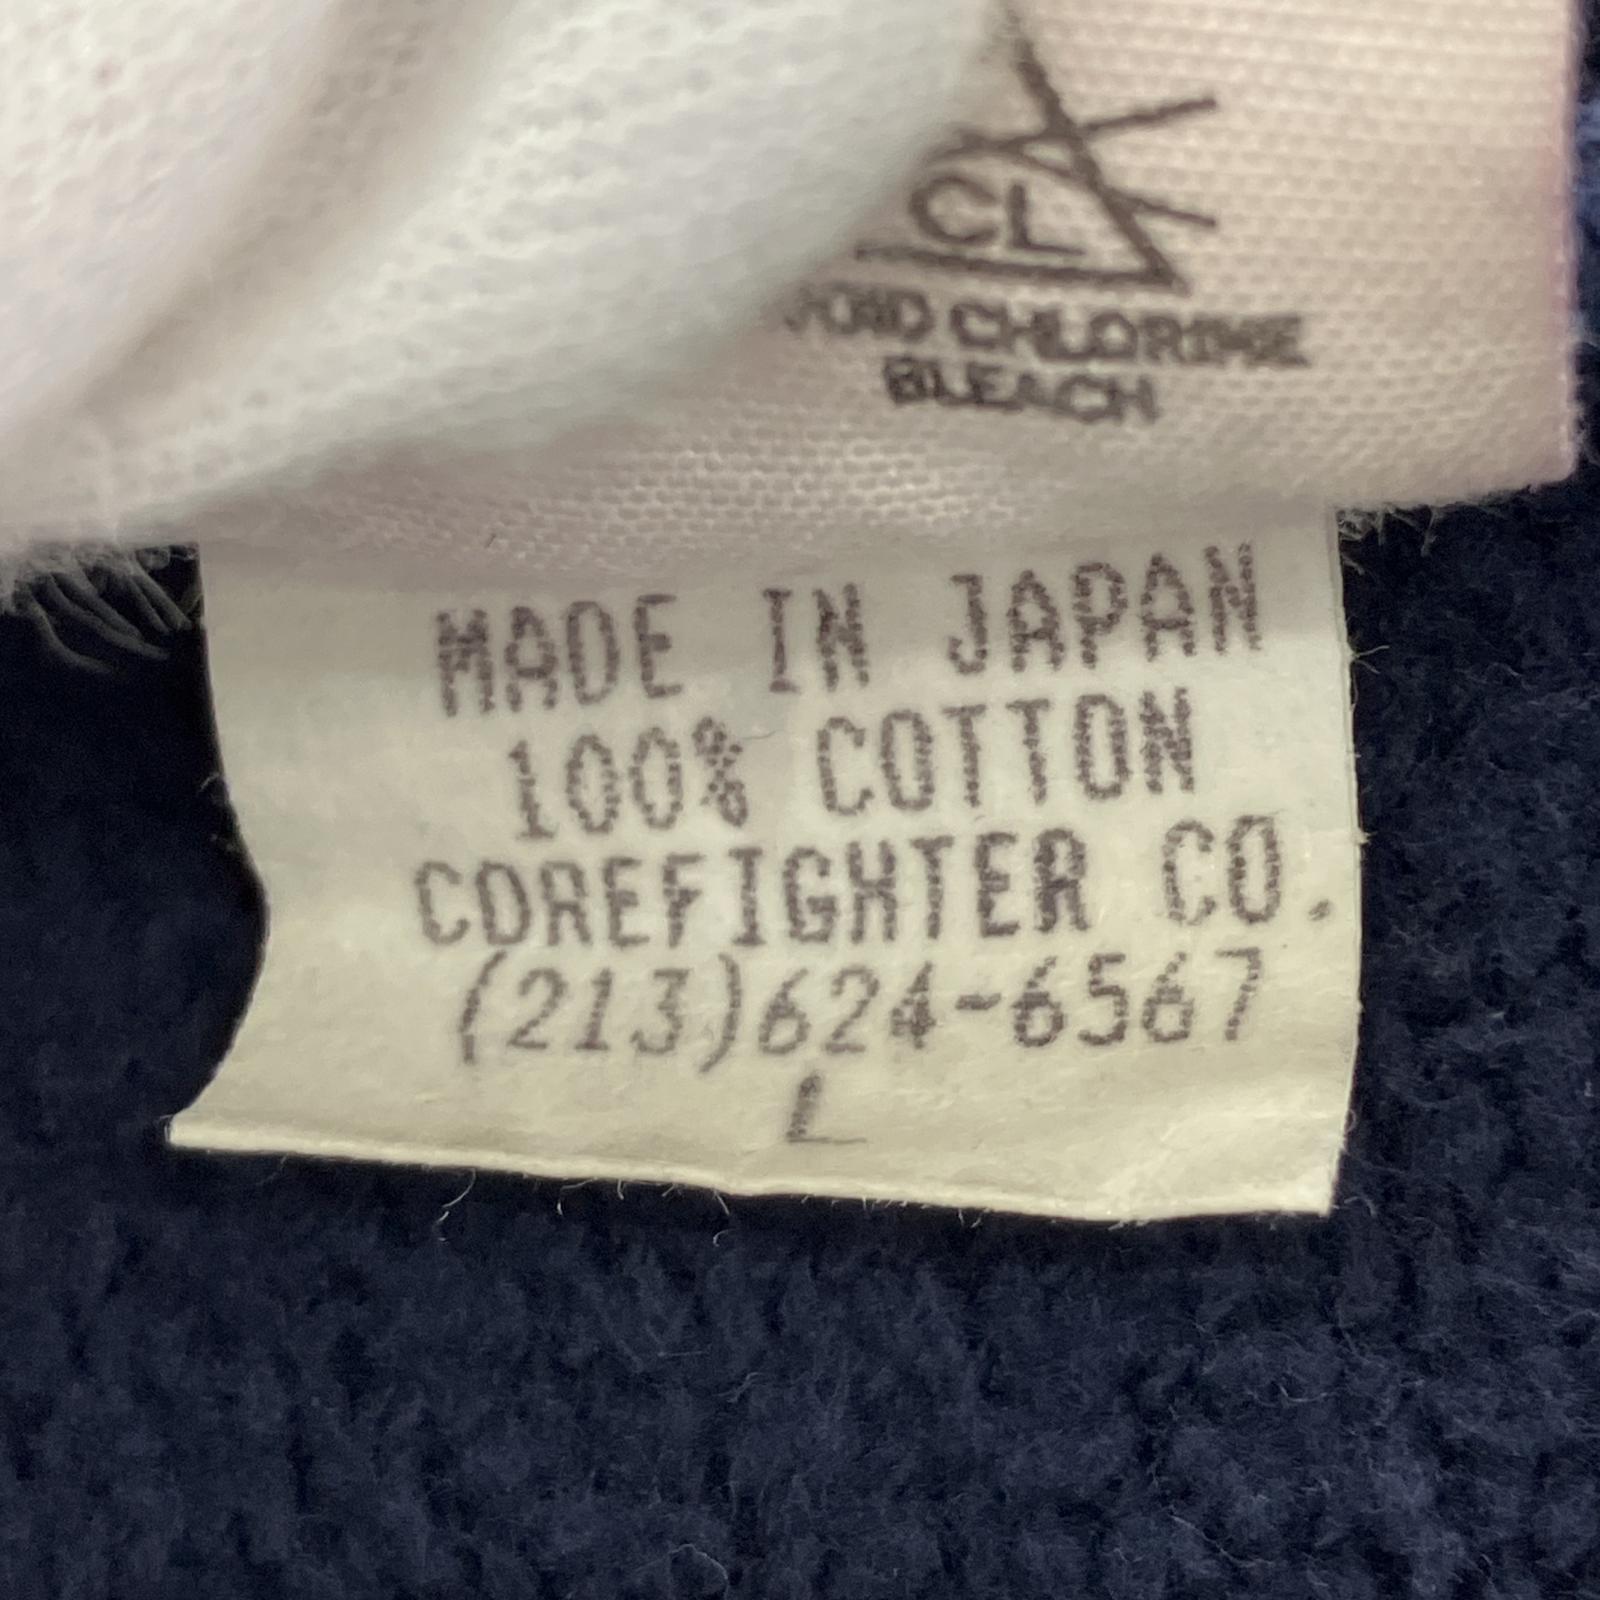 CL
CHLORINE
BLEACH
MADE IN JAPAN
100% COTTON
COREFIGHTER CO.
(213)624-6567
L